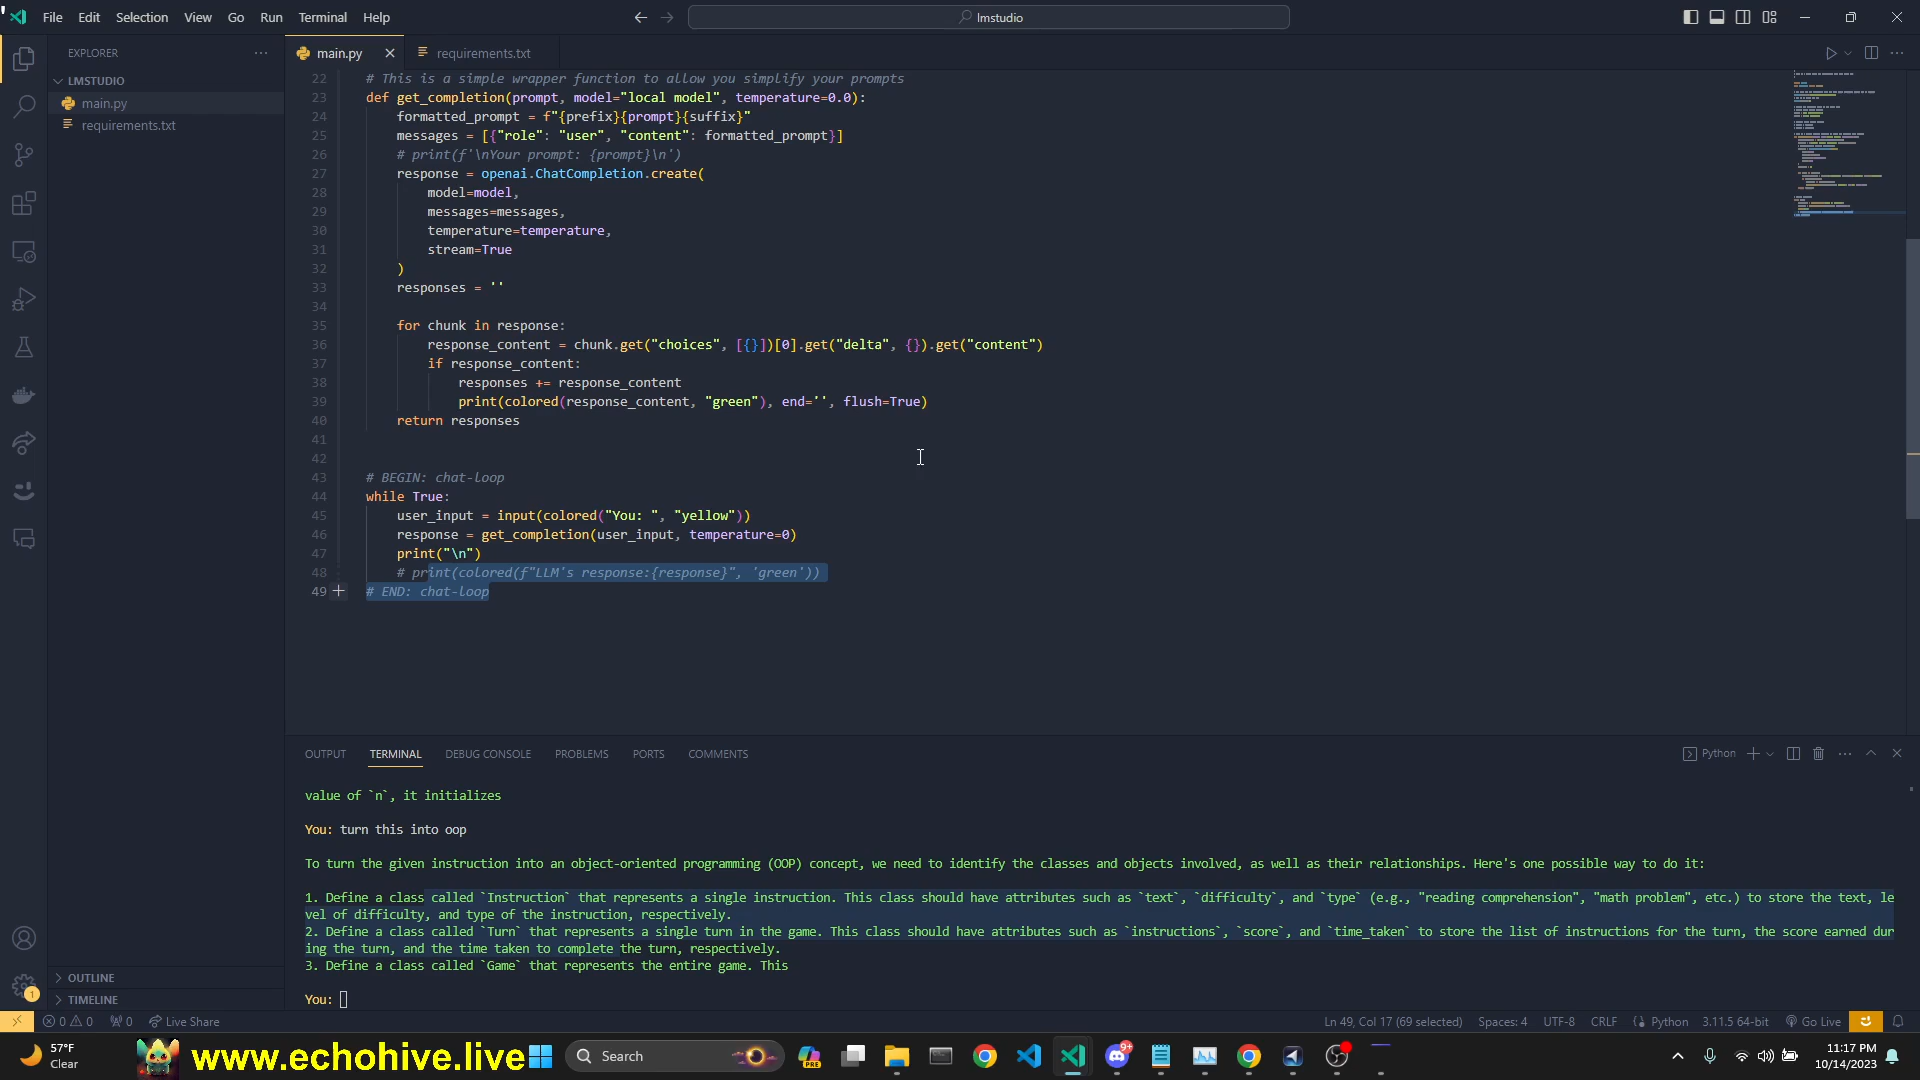 File Edit Selection View Go Run Terminal Help
lmstudio
EXPLORER
LMSTUDIO
main.py
requirements.txt
OUTLINE
TIMELINE
main.py
requirements.txt
22 # This is a simple wrapper function to allow you simplify your prompts
23 def get_completion(prompt, model="local model", temperature=0.0):
24 formatted_prompt = f"{prefix}{prompt}{suffix}"
25 messages = [{"role": "user", "content": formatted_prompt}]
26 # print(f'\nYour prompt: {prompt}\n')
27 response = openai.ChatCompletion.create(
28 model=model,
29 messages=messages,
30 temperature=temperature,
31 stream=True
32 )
33 responses = ''
34
35 for chunk in response:
36 response_content = chunk.get("choices", [{}])[0].get("delta", {}).get("content")
37 if response_content:
38 responses += response_content
39 print(colored(response_content, "green"), end='', flush=True)
40 return responses
41
42
43 # BEGIN: chat-loop
44 while True:
45 user_input = input(colored("You: ", "yellow"))
46 response = get_completion(user_input, temperature=0)
47 print("\n")
48 # print(colored(f"LLM's response:{response}", 'green'))
49 # END: chat-loop
OUTPUT TERMINAL DEBUG CONSOLE PROBLEMS PORTS COMMENTS
Python
value of `n`, it initializes
You: turn this into oop
To turn the given instruction into an object-oriented programming (OOP) concept, we need to identify the classes and objects involved, as well as their relationships. Here's one possible way to do it:
1. Define a class called `Instruction` that represents a single instruction. This class should have attributes such as `text`, `difficulty`, and `type` (e.g., "reading comprehension", "math problem", etc.) to store the text, le
vel of difficulty, and type of the instruction, respectively.
2. Define a class called `Turn` that represents a single turn in the game. This class should have attributes such as `instructions`, `score`, and `time_taken` to store the list of instructions for the turn, the score earned dur
ing the turn, and the time taken to complete the turn, respectively.
3. Define a class called `Game` that represents the entire game. This
You:
1
0 0 0 Live Share
Ln 49, Col 17 (69 selected) Spaces: 4 UTF-8 CRLF Python 3.11.5 64-bit Go Live
57°F
Clear
www.echohive.live
Search
PRE
9+
11:17 PM
10/14/2023